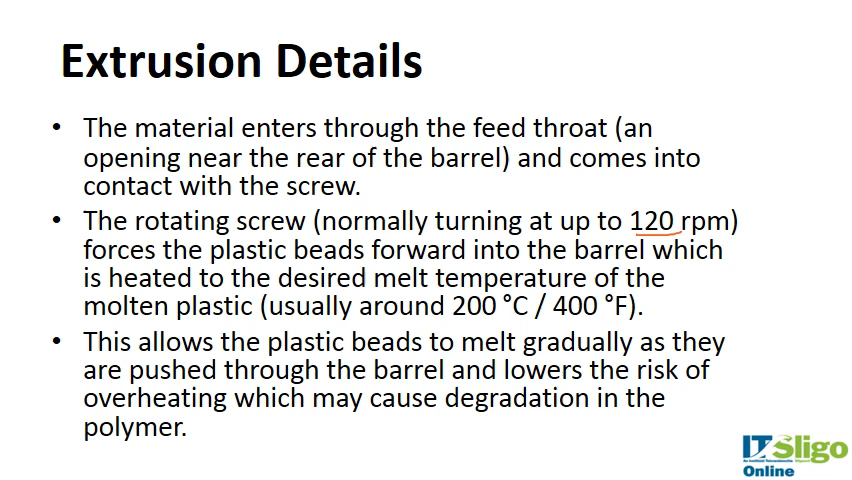 Extrusion Details
• The material enters through the feed throat (an
opening near the rear of the barrel) and comes into
contact with the screw.
• The rotating screw (normally turning at up to 120 rpm)
forces the plastic beads forward into the barrel which
is heated to the desired melt temperature of the
molten plastic (usually around 200 °C / 400 °F).
• This allows the plastic beads to melt gradually as they
are pushed through the barrel and lowers the risk of
overheating which may cause degradation in the
polymer.
IT Sligo
Online